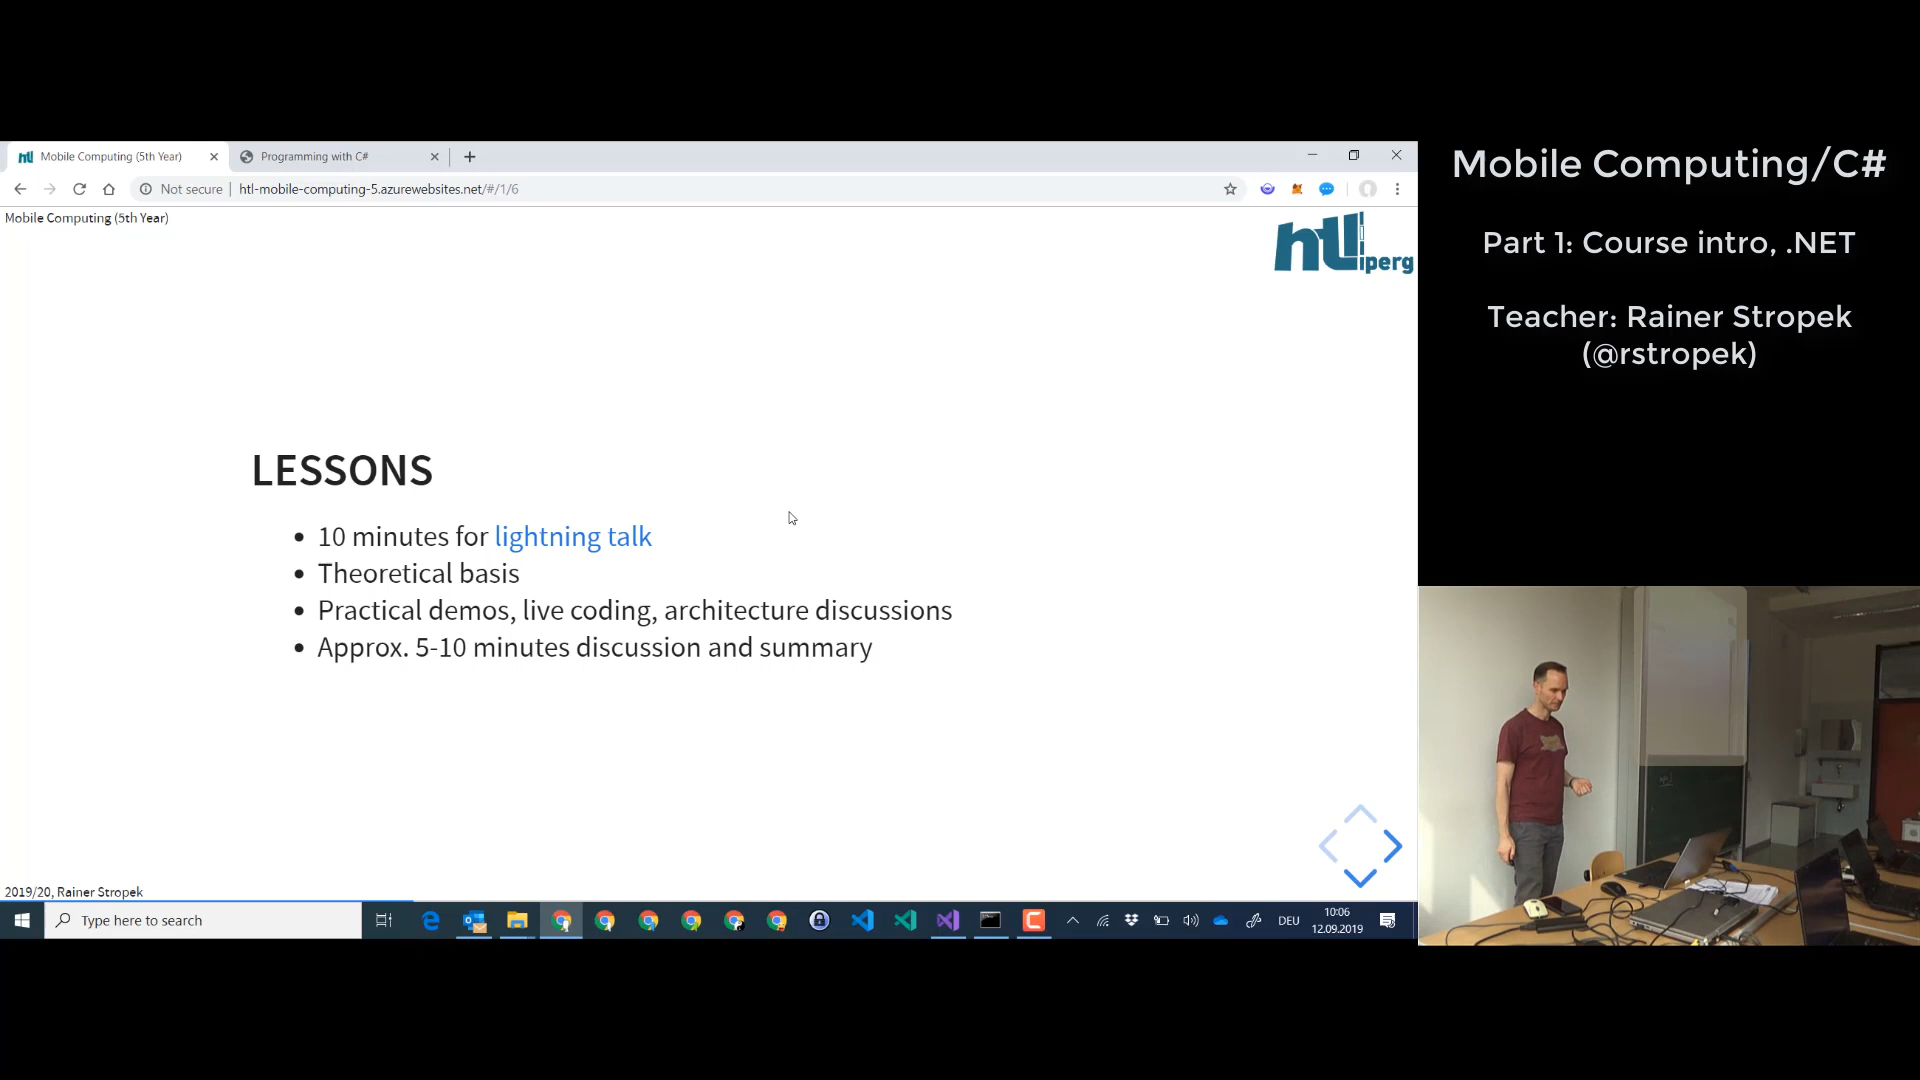 Mobile Computing (5th Year)
Programming with C#
Not secure
htl-mobile-computing-5.azurewebsites.net/#/1/6
Mobile Computing (5th Year)
htl
iperg
LESSONS
• 10 minutes for lightning talk
• Theoretical basis
• Practical demos, live coding, architecture discussions
• Approx. 5-10 minutes discussion and summary
2019/20, Rainer Stropek
Type here to search
DEU
10:06
12.09.2019
Mobile Computing/C#
Part 1: Course intro, .NET
Teacher: Rainer Stropek
(@rstropek)